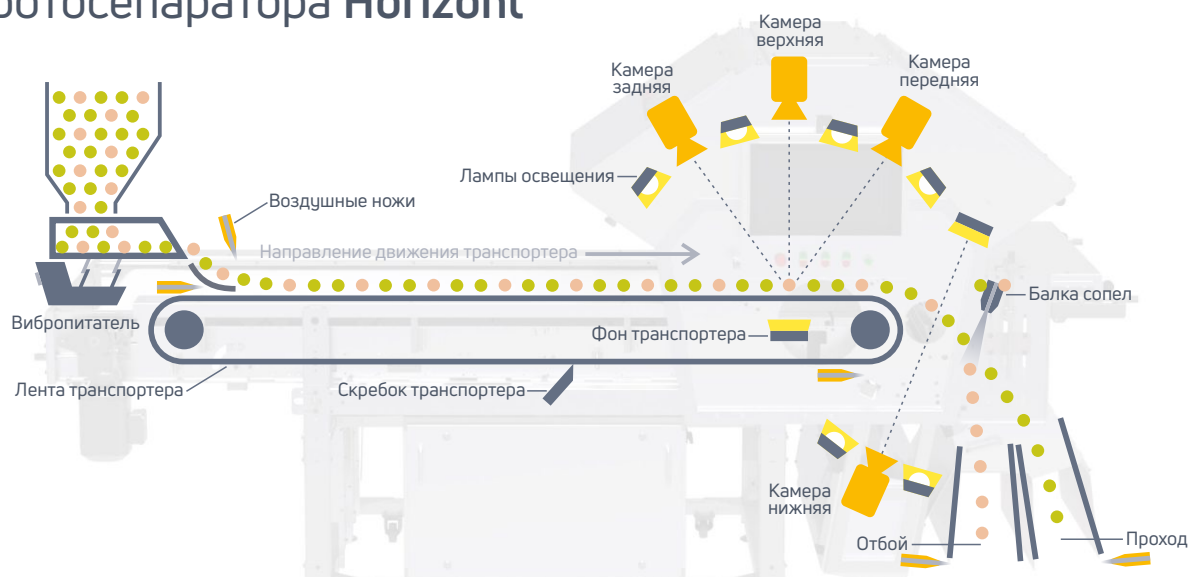 фотосепаратора Horizont
Камера
верхняя
Камера
задняя
Камера
передняя
Лампы освещения
Воздушные ножи
Направление движения транспортера
Балка сопел
Вибропитатель
Фон транспортера
Лента транспортера
Скребок транспортера
Камера
нижняя
Отбой
Проход